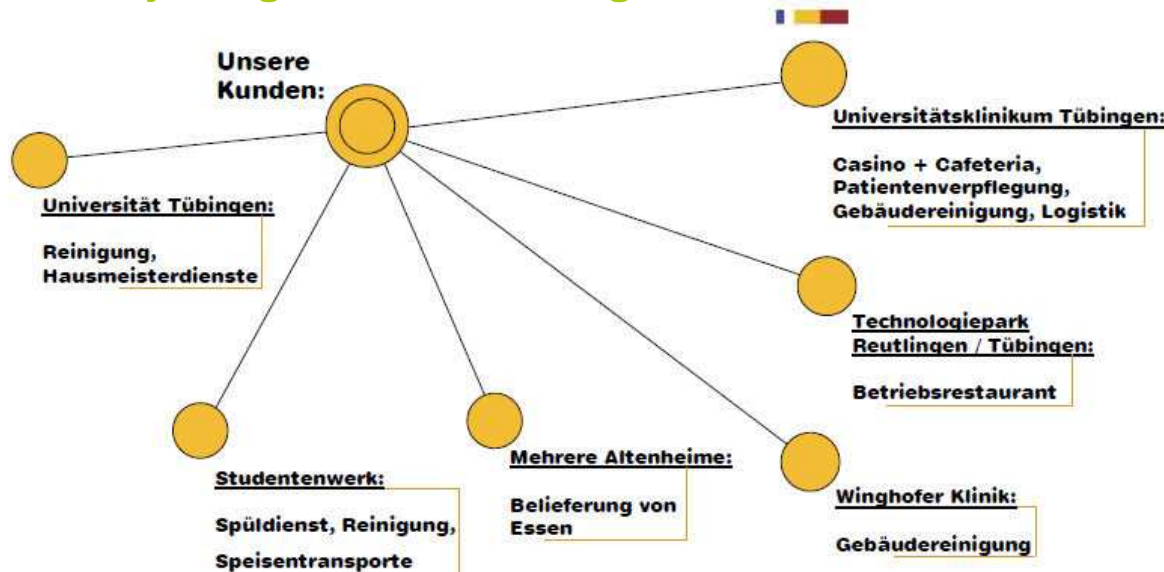 Unsere
Kunden:
Universitätsklinikum Tübingen:
Casino + Cafeteria,
Patientenverpflegung,
Gebäudereinigung, Logistik
Universität Tübingen:
Reinigung,
Hausmeisterdienste
Technologiepark
Reutlingen / Tübingen:
Betriebsrestaurant
Mehrere Altenheime:
Belieferung von
Essen
Studentenwerk:
Spüldienst, Reinigung,
Speisentransporte
Winghofer Klinik:
Gebäudereinigung